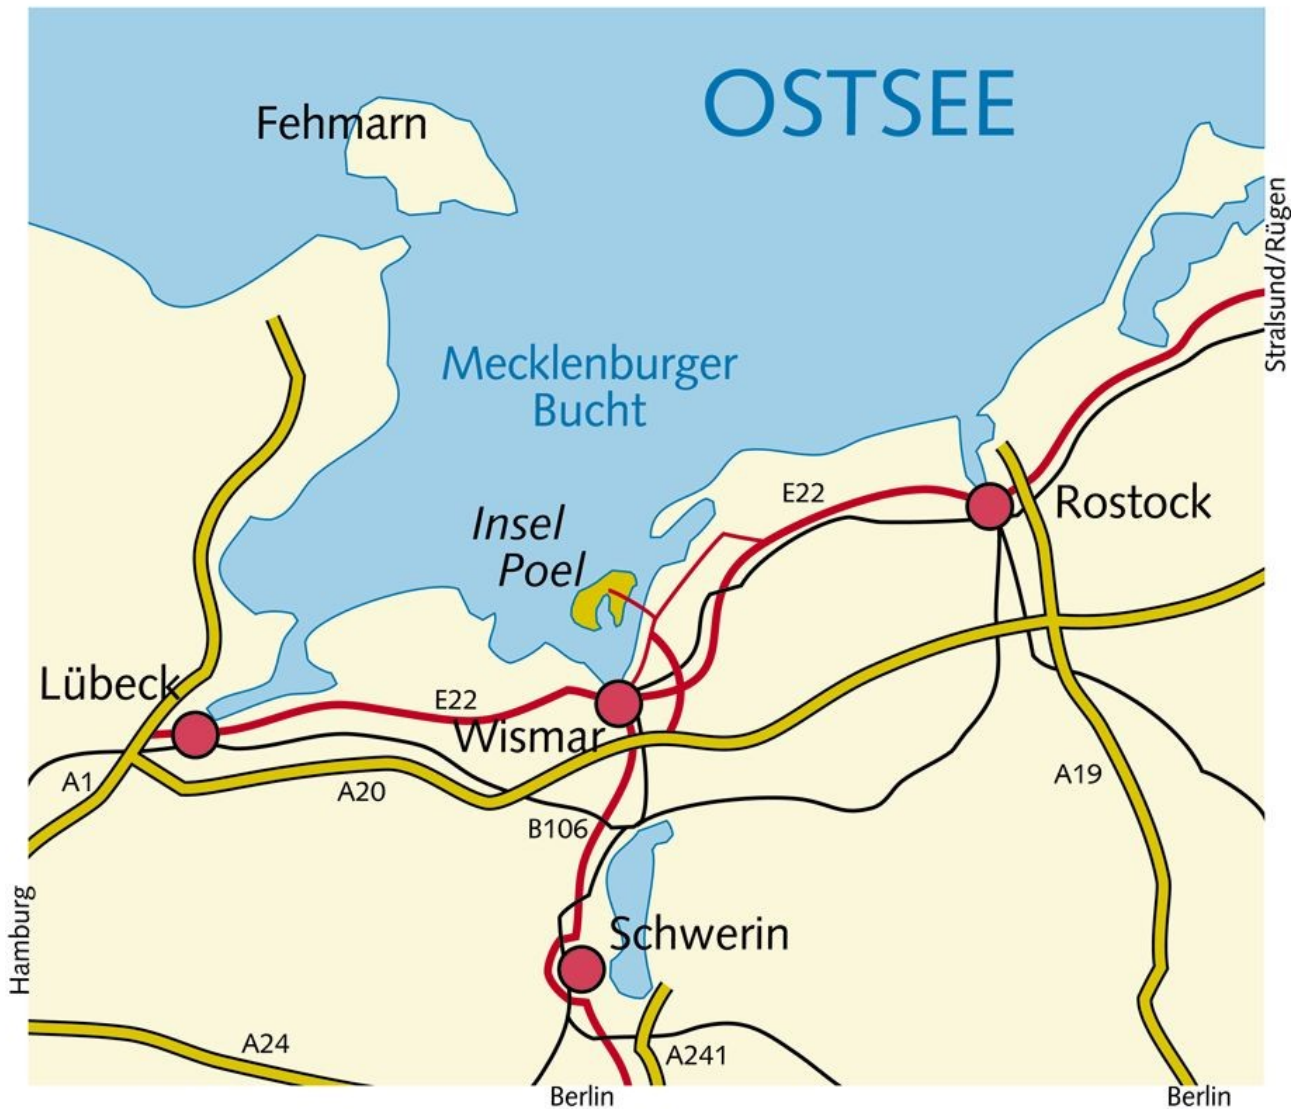 OSTSEE
Fehmarn
Stralsund/Rügen
Mecklenburger
Bucht
E22
Rostock
Insel
Poel
Lübeck
E22
Wismar
A1
A20
A19
B106
Hamburg
Schwerin
A24
A241
Berlin
Berlin